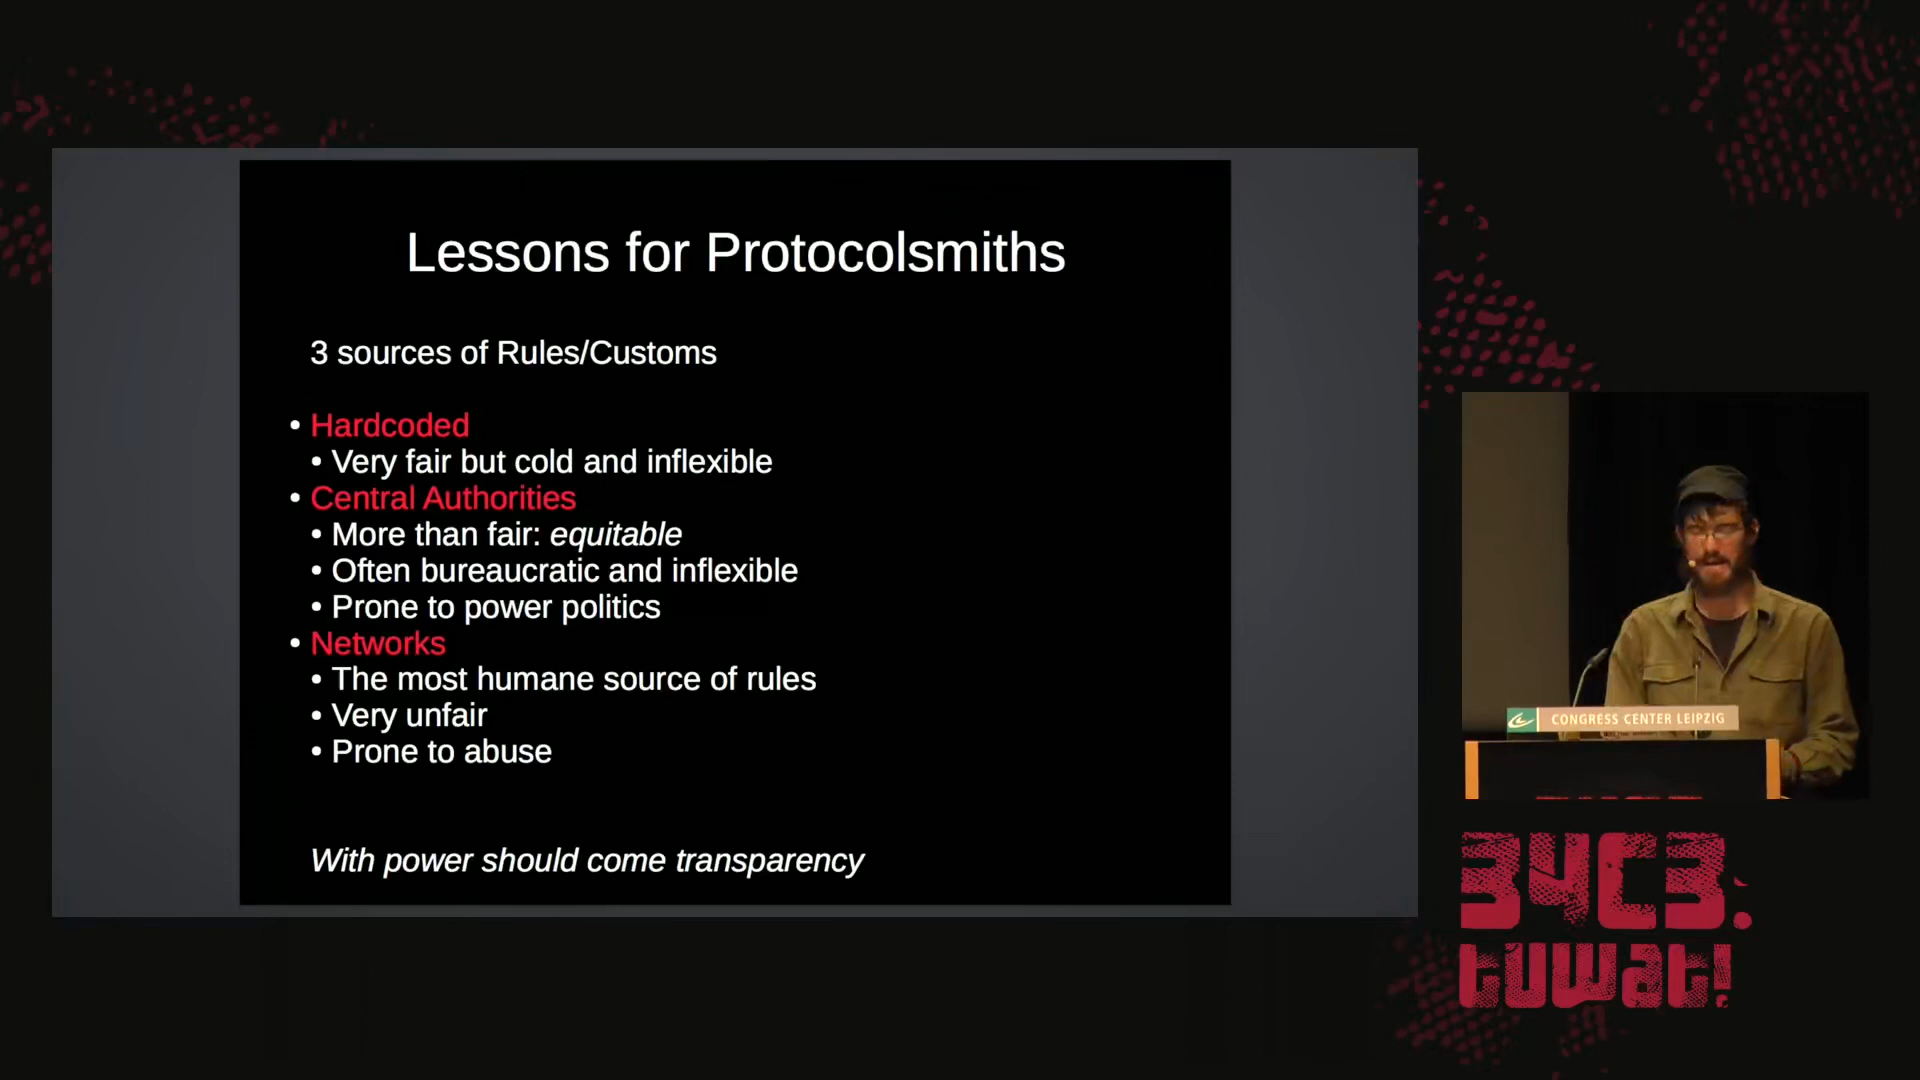 Lessons for Protocolsmiths
3 sources of Rules/Customs
• Hardcoded
• Very fair but cold and inflexible
• Central Authorities
• More than fair: equitable
• Often bureaucratic and inflexible
• Prone to power politics
• Networks
• The most humane source of rules
• Very unfair
• Prone to abuse
With power should come transparency
CONGRESS CENTER LEIPZIG
34C3.
tuwat!